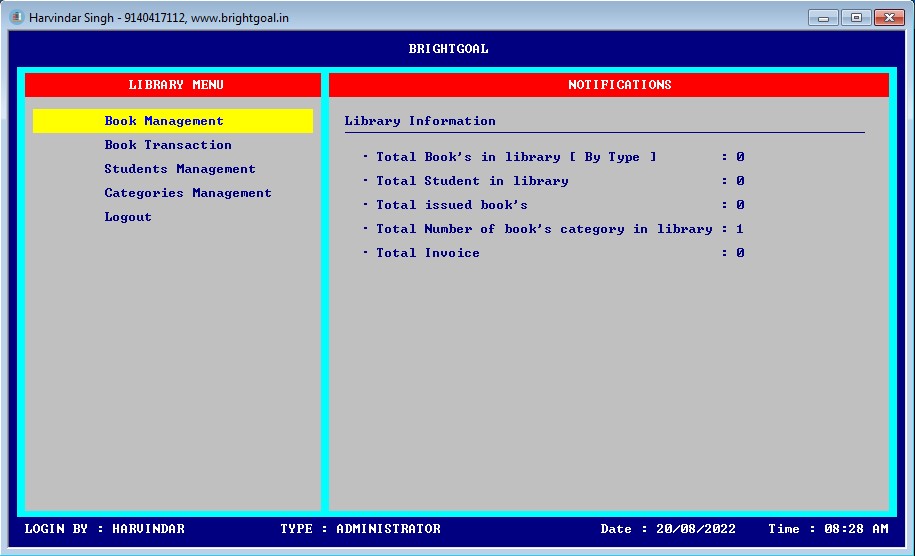 Harvindar Singh - 9140417112, www.brightgoal.in
BRIGHTGOAL
LIBRARY MENU
Book Management
Book Transaction
Students Management
Categories Management
Logout
NOTIFICATIONS
Library Information
· Total Book's in library [ By Type ] : 0
· Total Student in library : 0
· Total issued book's : 0
· Total Number of book's category in library : 1
· Total Invoice : 0
LOGIN BY : HARVINDAR TYPE : ADMINISTRATOR Date : 20/08/2022 Time : 08:28 AM